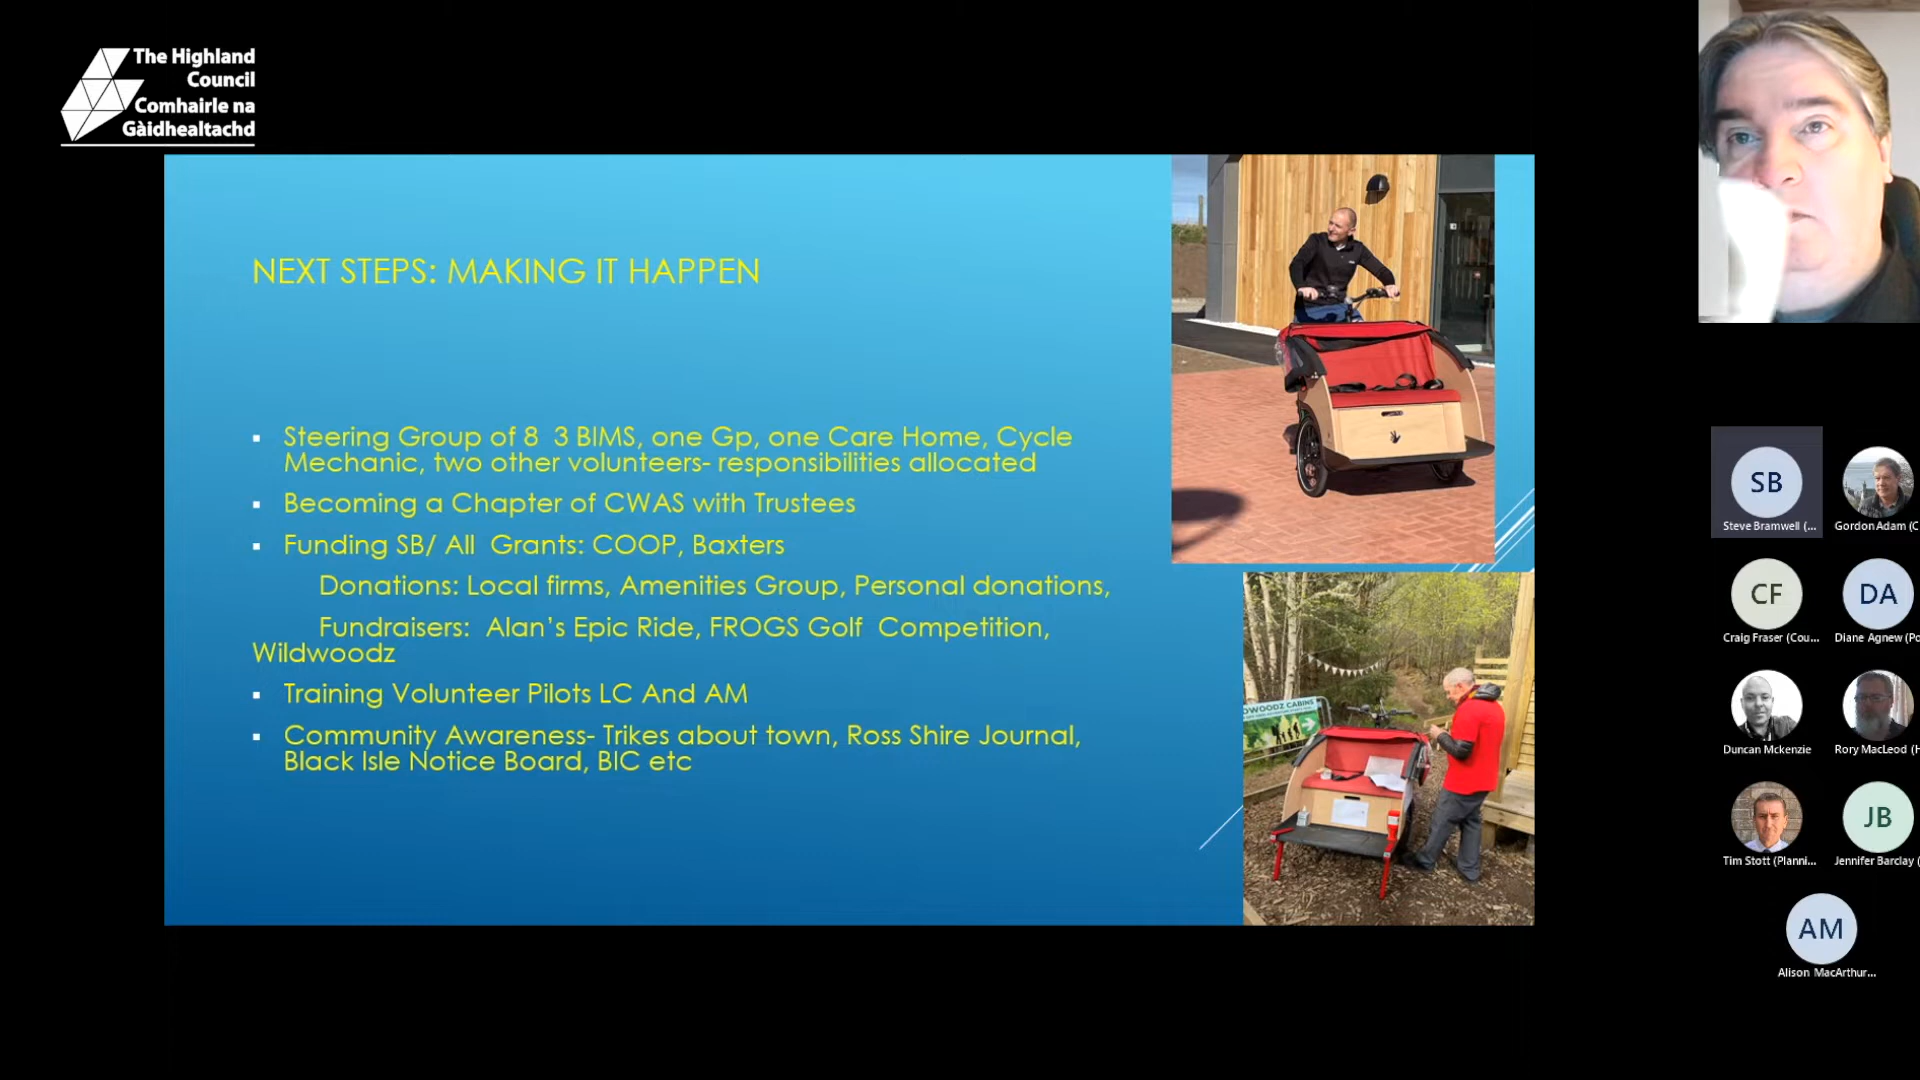 The Highland
Council
Comhairle na
Gàidhealtachd
NEXT STEPS: MAKING IT HAPPEN
Steering Group of 8 3 BIMS, one Gp, one Care Home, Cycle
Mechanic, two other volunteers- responsibilities allocated
Becoming a Chapter of CWAS with Trustees
Funding SB/ All Grants: COOP, Baxters
Donations: Local firms, Amenities Group, Personal donations,
Fundraisers: Alan's Epic Ride, FROGS Golf Competition,
Wildwoodz
Training Volunteer Pilots LC And AM
Community Awareness- Trikes about town, Ross Shire Journal,
Black Isle Notice Board, BIC etc
DWOODZ CABINS
SB
Steve Bramwell (...
Gordon Adam (C
CF
Craig Fraser (Cou...
DA
Diane Agnew (Po
Duncan Mckenzie
Rory MacLeod (H
Tim Stott (Planni...
JB
Jennifer Barclay (
AM
Alison MacArthur...